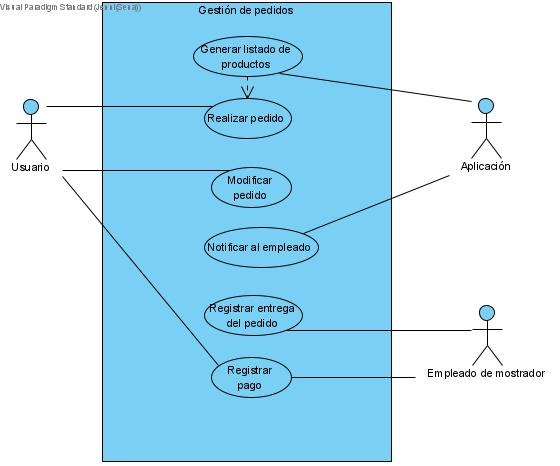 Visual Paradigm Standard (Jenni(Sena))
Gestión de pedidos
Generar listado de
productos
Realizar pedido
Usuario
Aplicación
Modificar
pedido
Notificar al empleado
Registrar entrega
del pedido
Registrar
pago
Empleado de mostrador